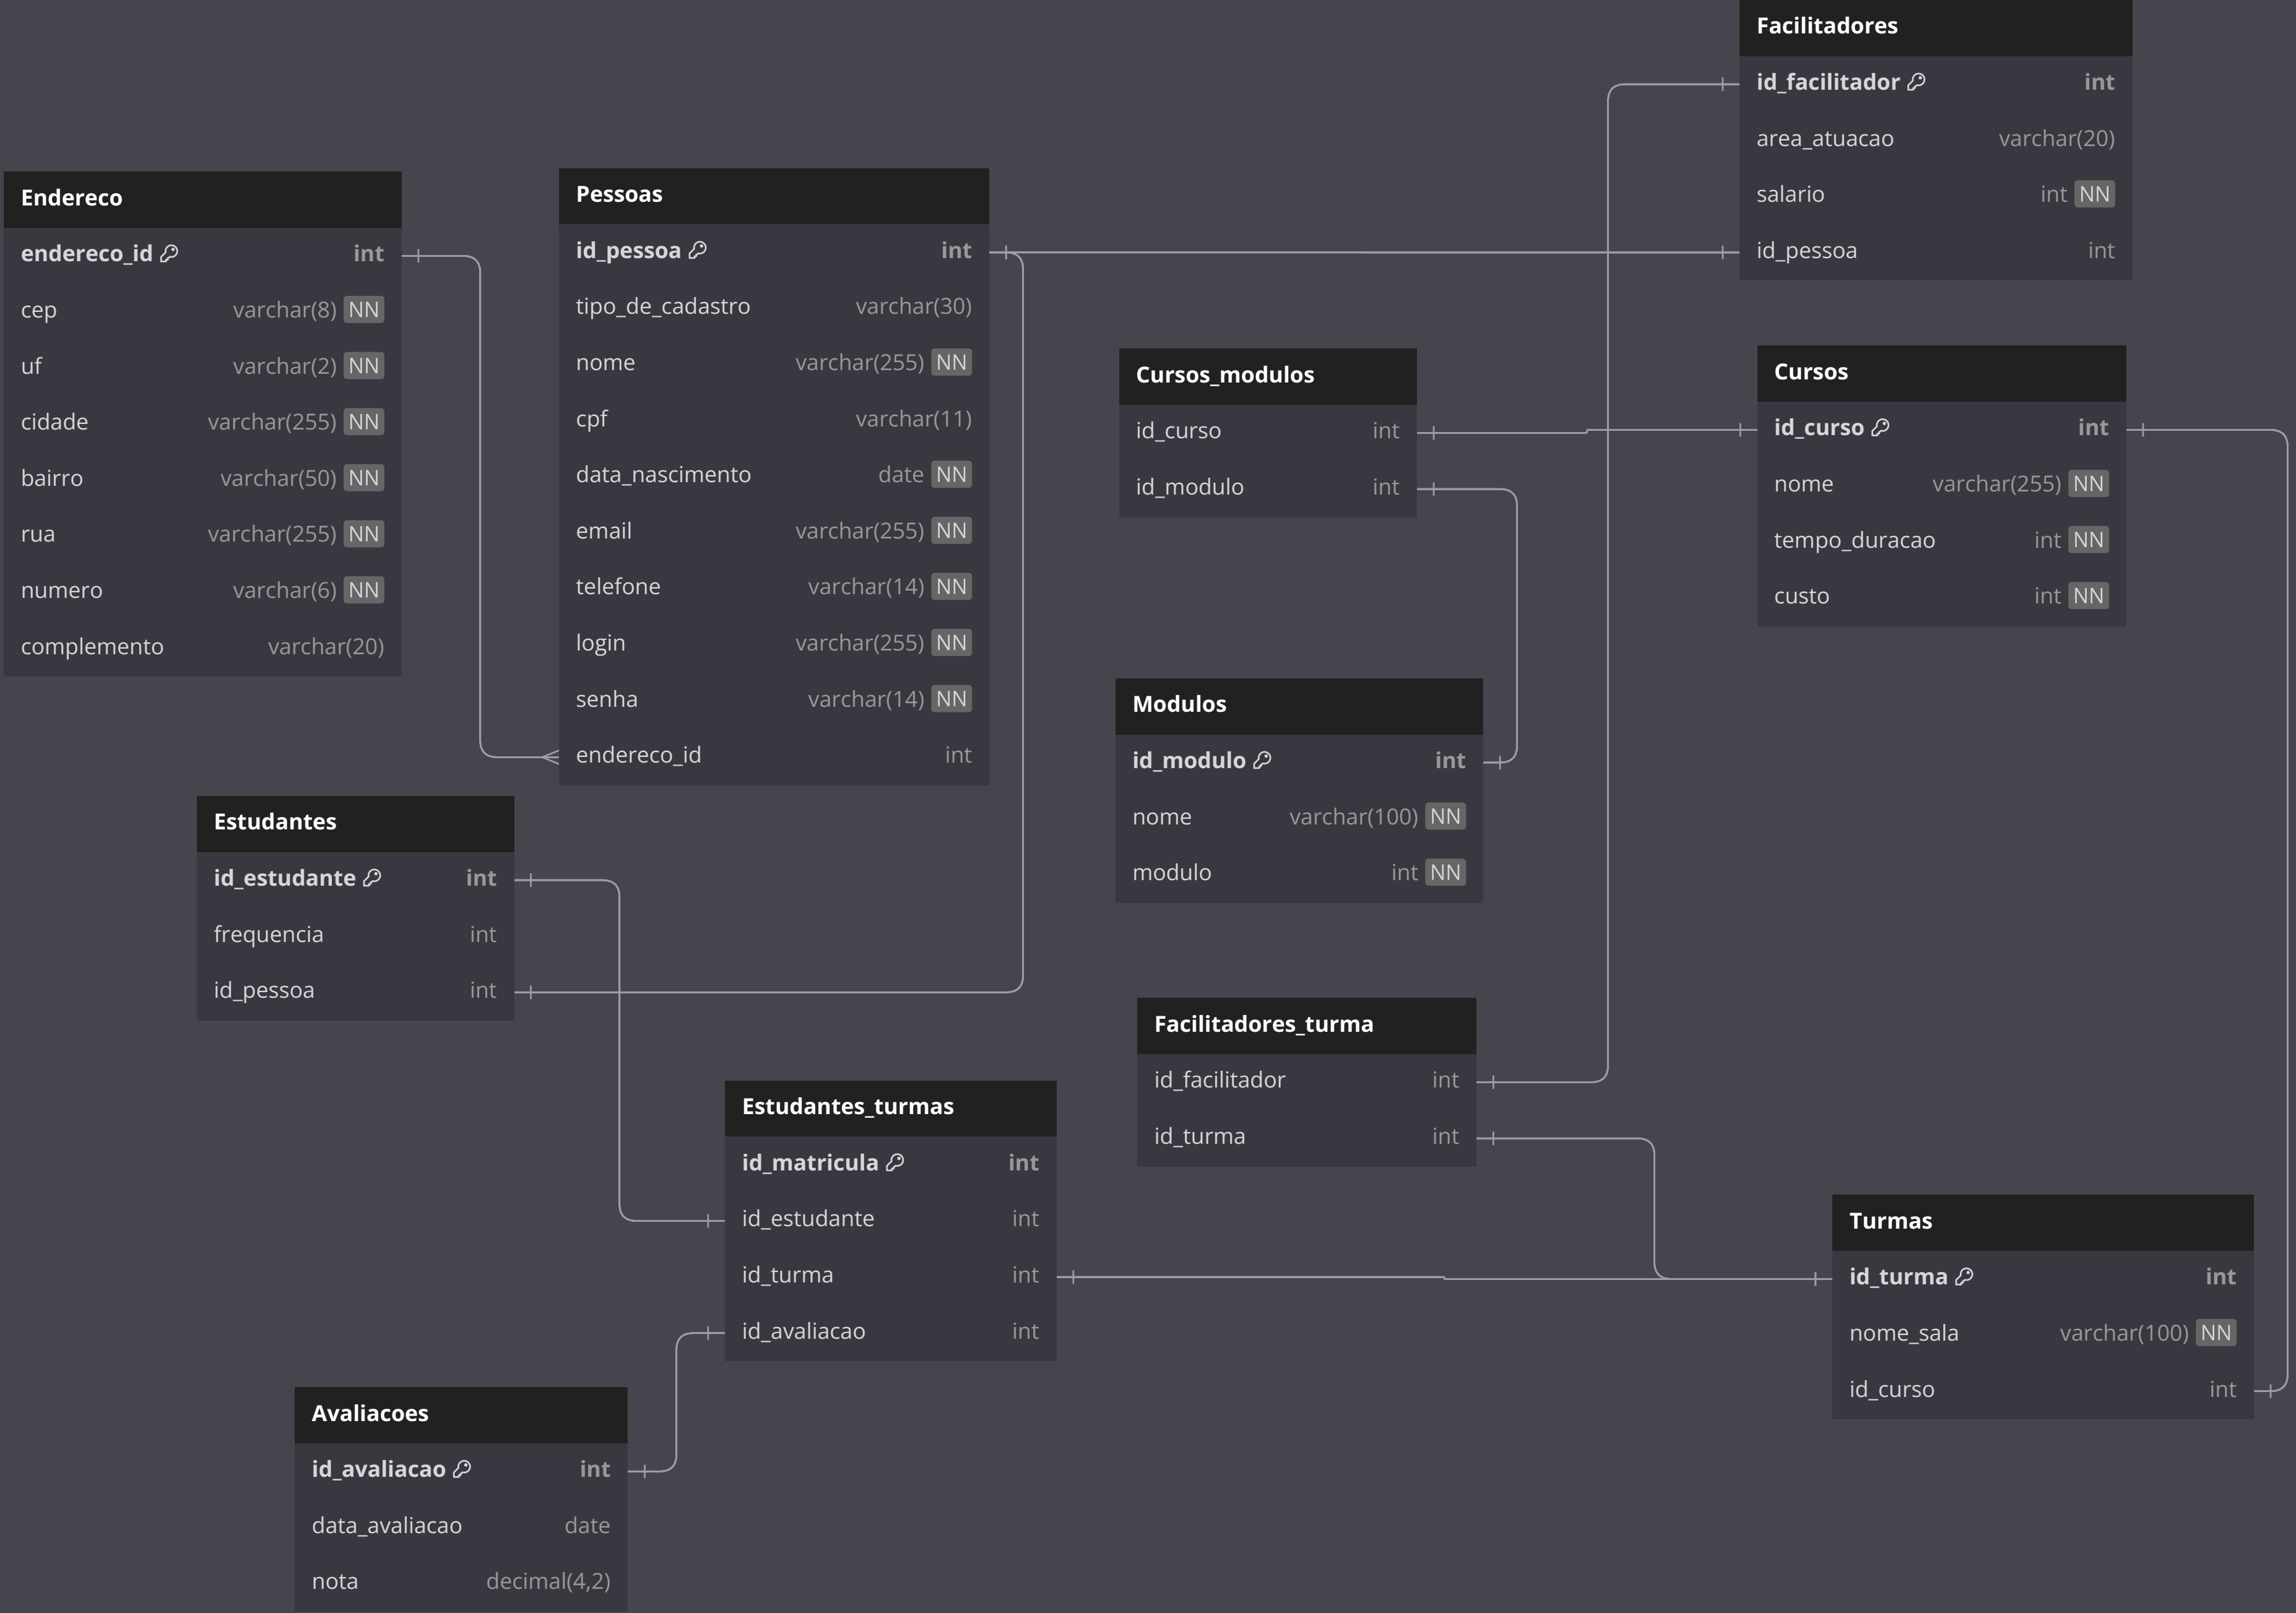 Facilitadores
id_facilitador int
area_atuacao varchar(20)
salario int NN
id_pessoa int
Endereco
endereco_id int
cep varchar(8) NN
uf varchar(2) NN
cidade varchar(255) NN
bairro varchar(50) NN
rua varchar(255) NN
numero varchar(6) NN
complemento varchar(20)
Pessoas
id_pessoa int
tipo_de_cadastro varchar(30)
nome varchar(255) NN
cpf varchar(11)
data_nascimento date NN
email varchar(255) NN
telefone varchar(14) NN
login varchar(255) NN
senha varchar(14) NN
endereco_id int
Cursos_modulos
id_curso int
id_modulo int
Cursos
id_curso int
nome varchar(255) NN
tempo_duracao int NN
custo int NN
Modulos
id_modulo int
nome varchar(100) NN
modulo int NN
Estudantes
id_estudante int
frequencia int
id_pessoa int
Facilitadores_turma
id_facilitador int
id_turma int
Estudantes_turmas
id_matricula int
id_estudante int
id_turma int
id_avaliacao int
Turmas
id_turma int
nome_sala varchar(100) NN
id_curso int
Avaliacoes
id_avaliacao int
data_avaliacao date
nota decimal(4,2)